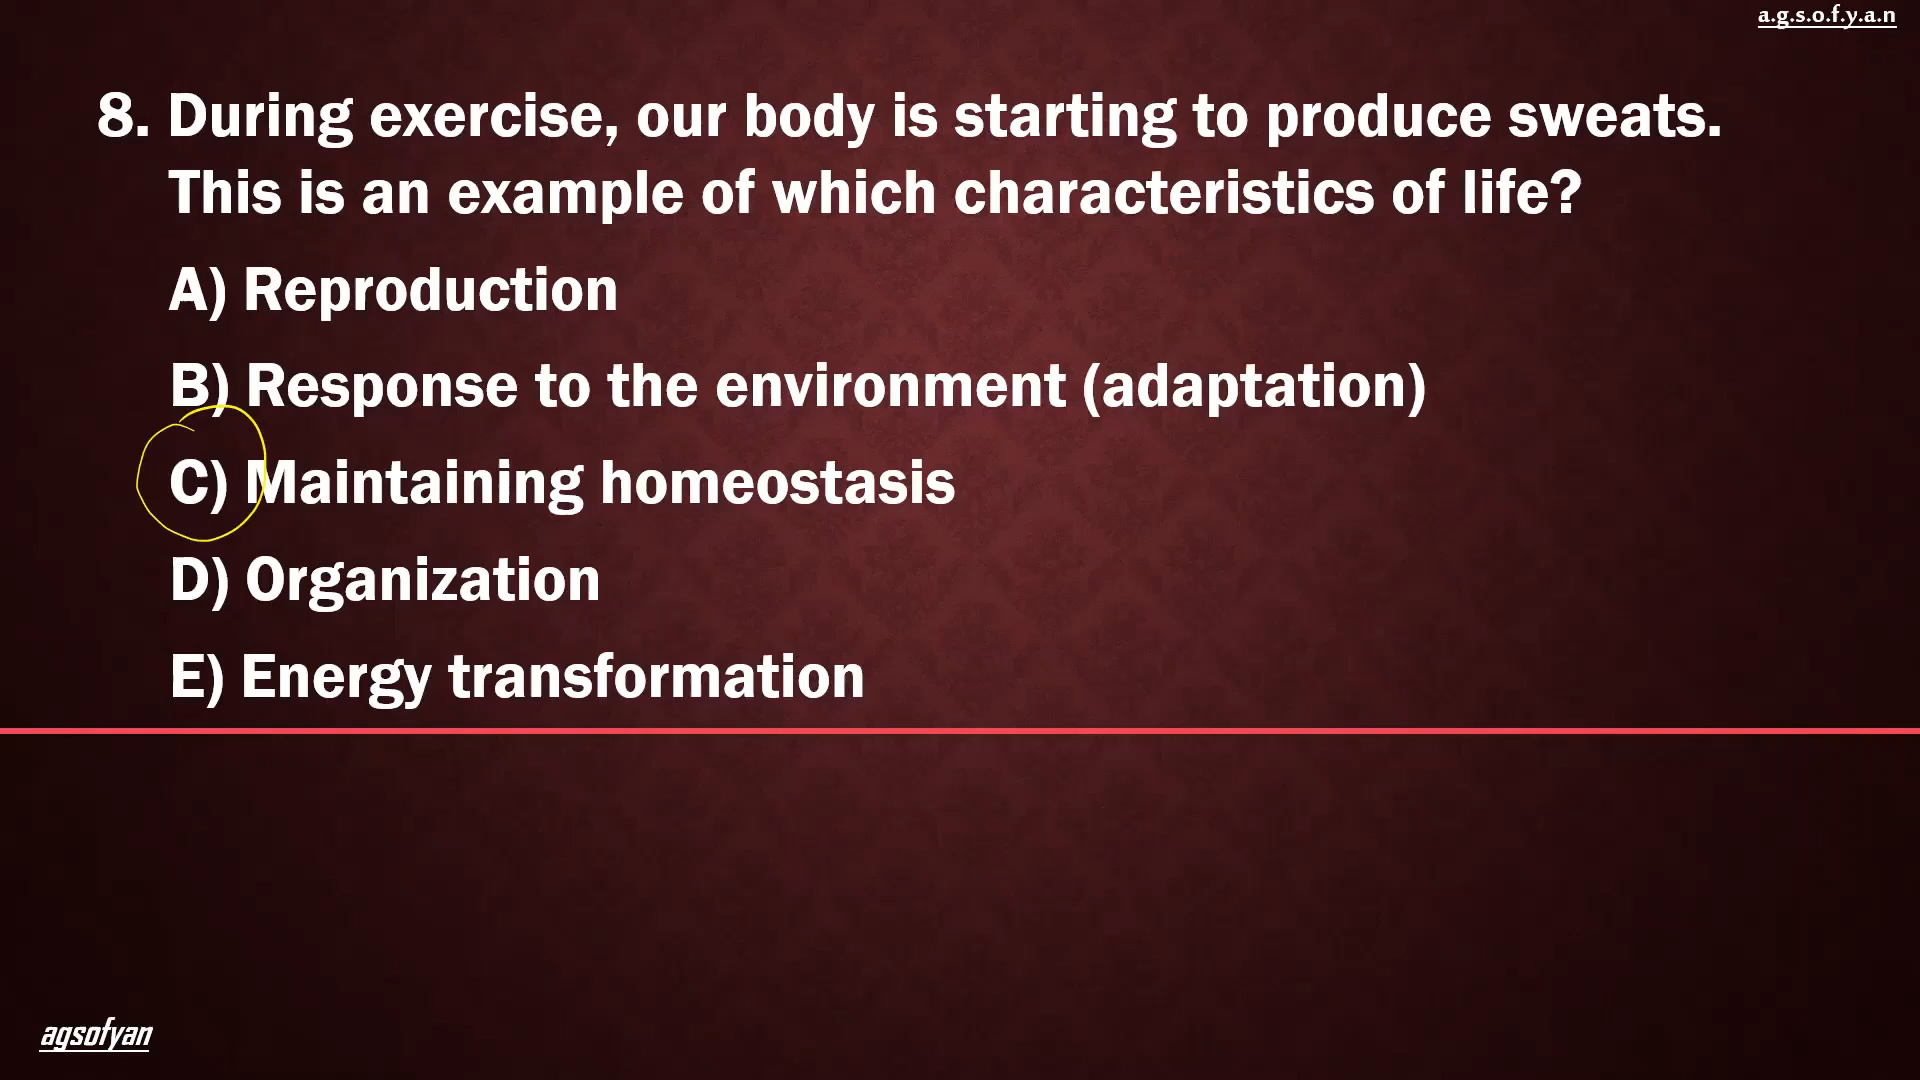 a.g.s.o.f.y.a.n
8. During exercise, our body is starting to produce sweats.
This is an example of which characteristics of life?
A) Reproduction
B) Response to the environment (adaptation)
C) Maintaining homeostasis
D) Organization
E) Energy transformation
agsofyan